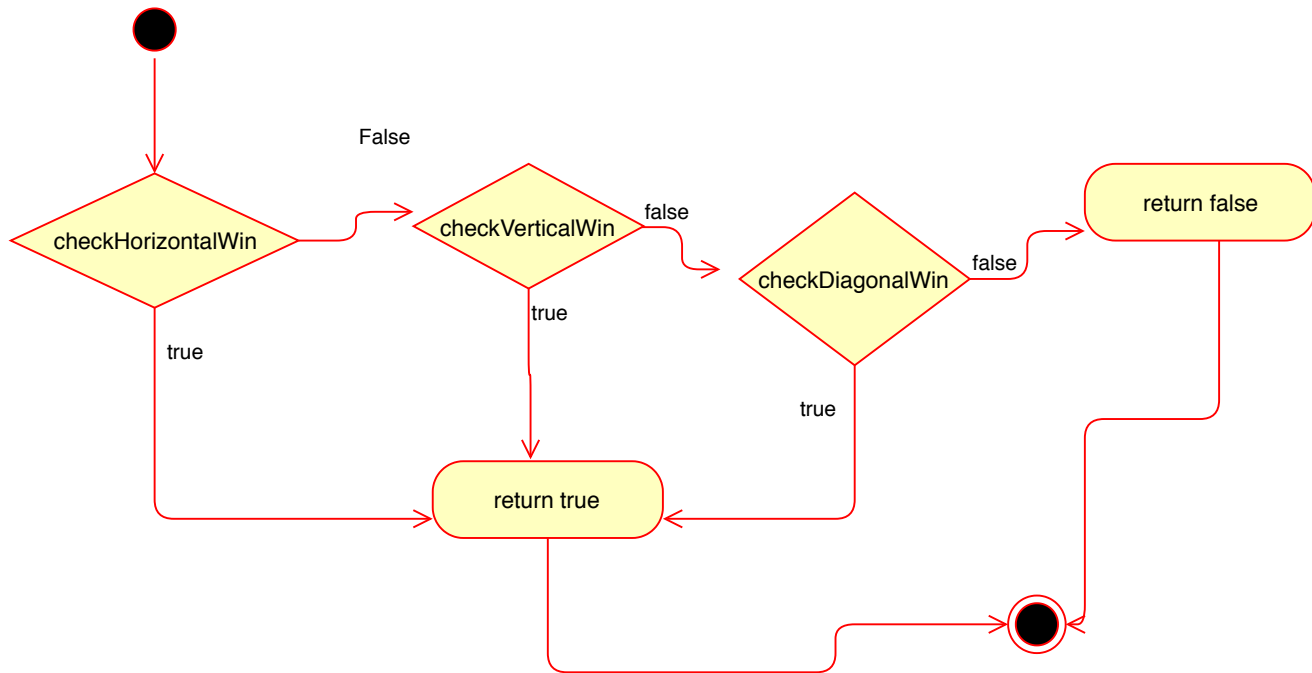 False
checkHorizontalWin
checkVerticalWin
false
checkDiagonalWin
false
return false
true
true
true
return true